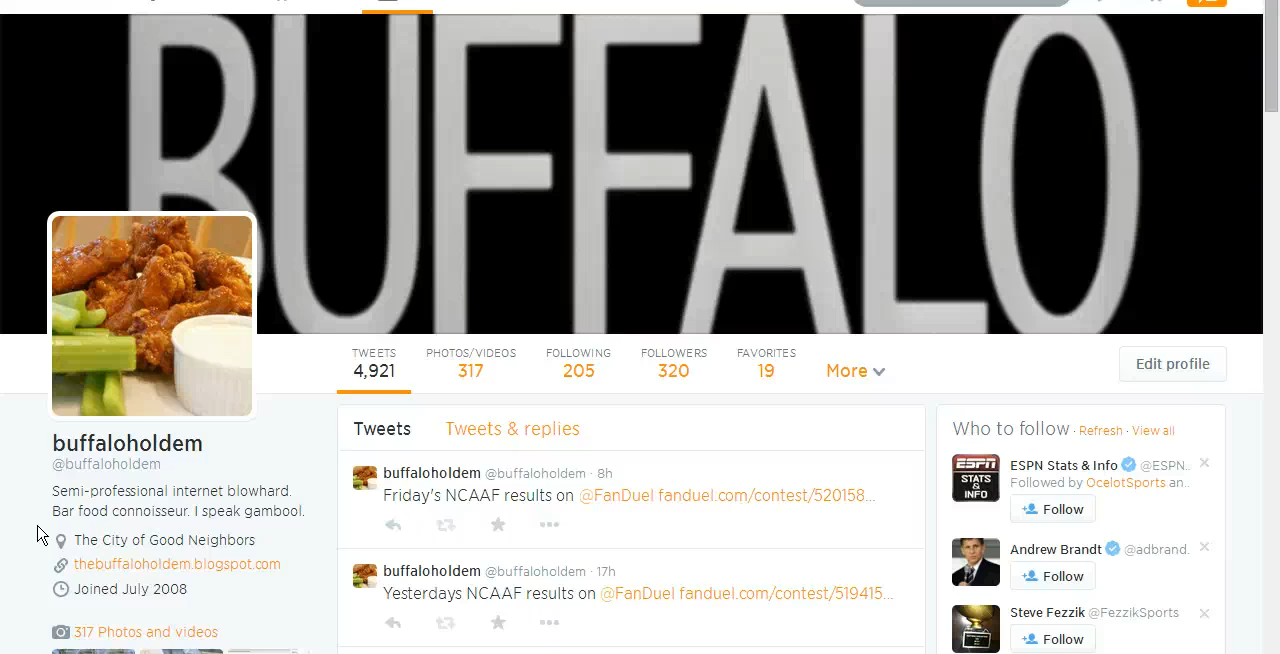 BUFFALO
TWEETS
4,921
PHOTOS/VIDEOS
317
FOLLOWING
205
FOLLOWERS
320
FAVORITES
19
More
Edit profile
buffaloholdem
@buffaloholdem
Semi-professional internet blowhard.
Bar food connoisseur. I speak gambool.
The City of Good Neighbors
thebuffaloholdem.blogspot.com
Joined July 2008
317 Photos and videos
Tweets Tweets & replies
buffaloholdem @buffaloholdem · 8h
Friday's NCAAF results on @FanDuel fanduel.com/contest/520158...
buffaloholdem @buffaloholdem · 17h
Yesterdays NCAAF results on @FanDuel fanduel.com/contest/519415...
Who to follow · Refresh · View all
ESPN
STATS
&
INFO
ESPN Stats & Info @ESPN..
Followed by OcelotSports an..
Follow
Andrew Brandt @adbrand.
Follow
Steve Fezzik @FezzikSports
Follow